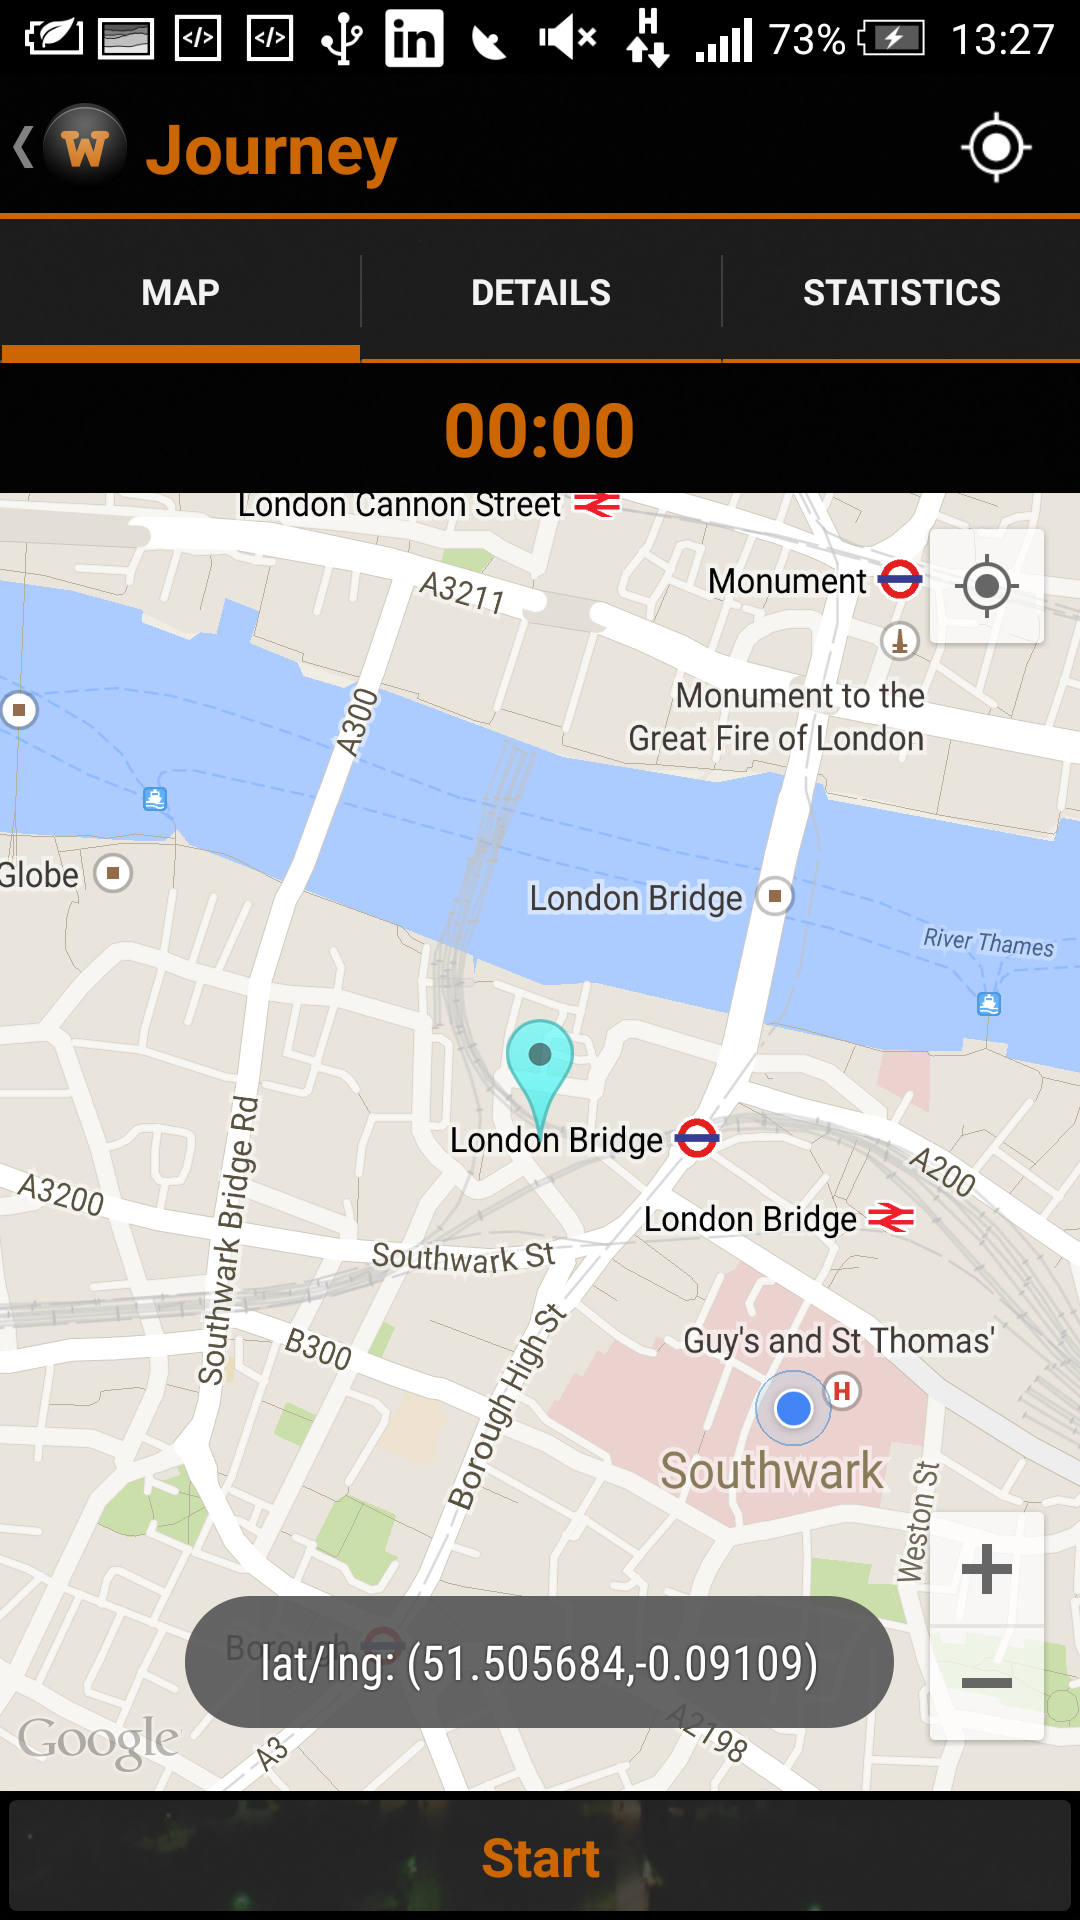 73% 13:27
W Journey
MAP DETAILS STATISTICS
00:00
London Cannon Street
A3211
Monument
A300
Monument to the
Great Fire of London
Globe
London Bridge
River Thames
London Bridge
A3200
A200
London Bridge
Southwark Bridge Rd
Southwark St
B300
Borough High St
Guy's and St Thomas'
H
Southwark
Weston St
Borough
lat/lng: (51.505684,-0.09109)
Google
A3
A2198
Start